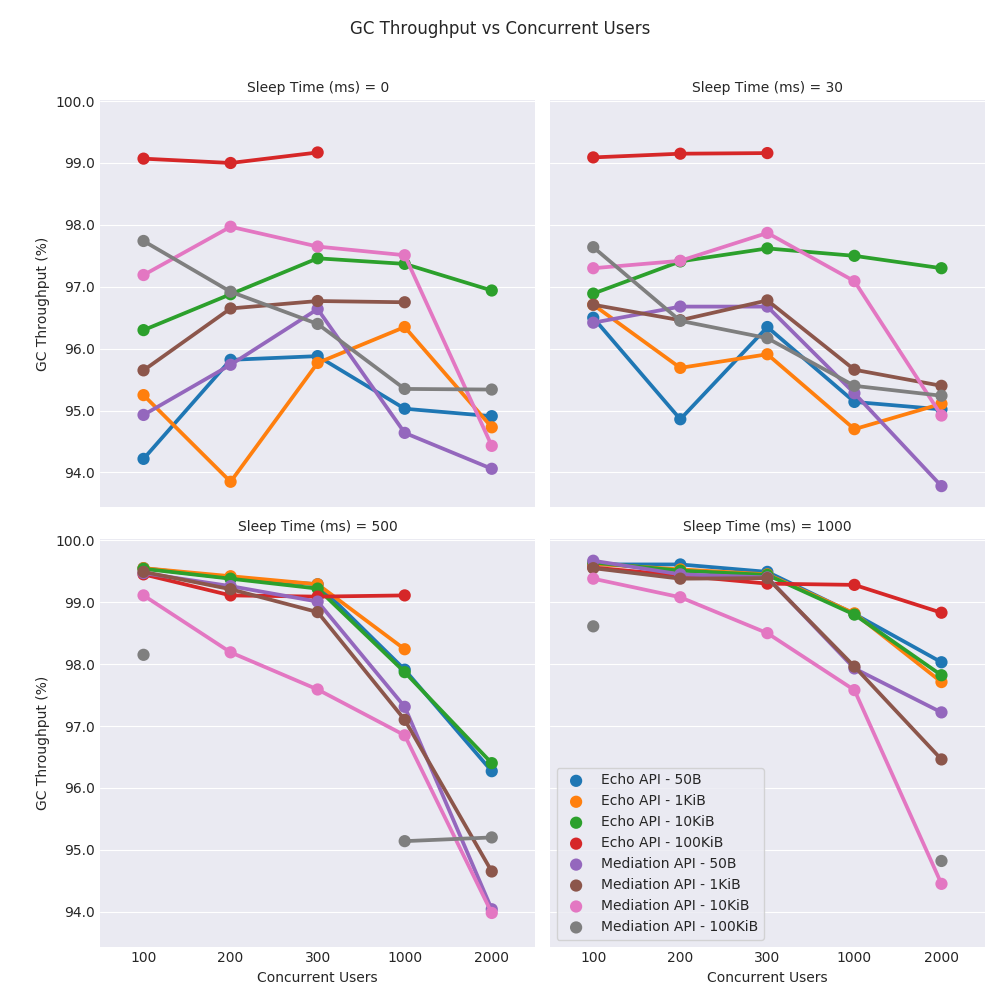 GC Throughput vs Concurrent Users
Sleep Time (ms) = 0
Sleep Time (ms) = 30
100.0
99.0
98.0
97.0
96.0
95.0
94.0
GC Throughput (%)
Sleep Time (ms) = 500
Sleep Time (ms) = 1000
100.0
99.0
98.0
97.0
96.0
95.0
94.0
GC Throughput (%)
Echo API - 50B
Echo API - 1KiB
Echo API - 10KiB
Echo API - 100KiB
Mediation API - 50B
Mediation API - 1KiB
Mediation API - 10KiB
Mediation API - 100KiB
100 200 300 1000 2000
100 200 300 1000 2000
Concurrent Users
Concurrent Users